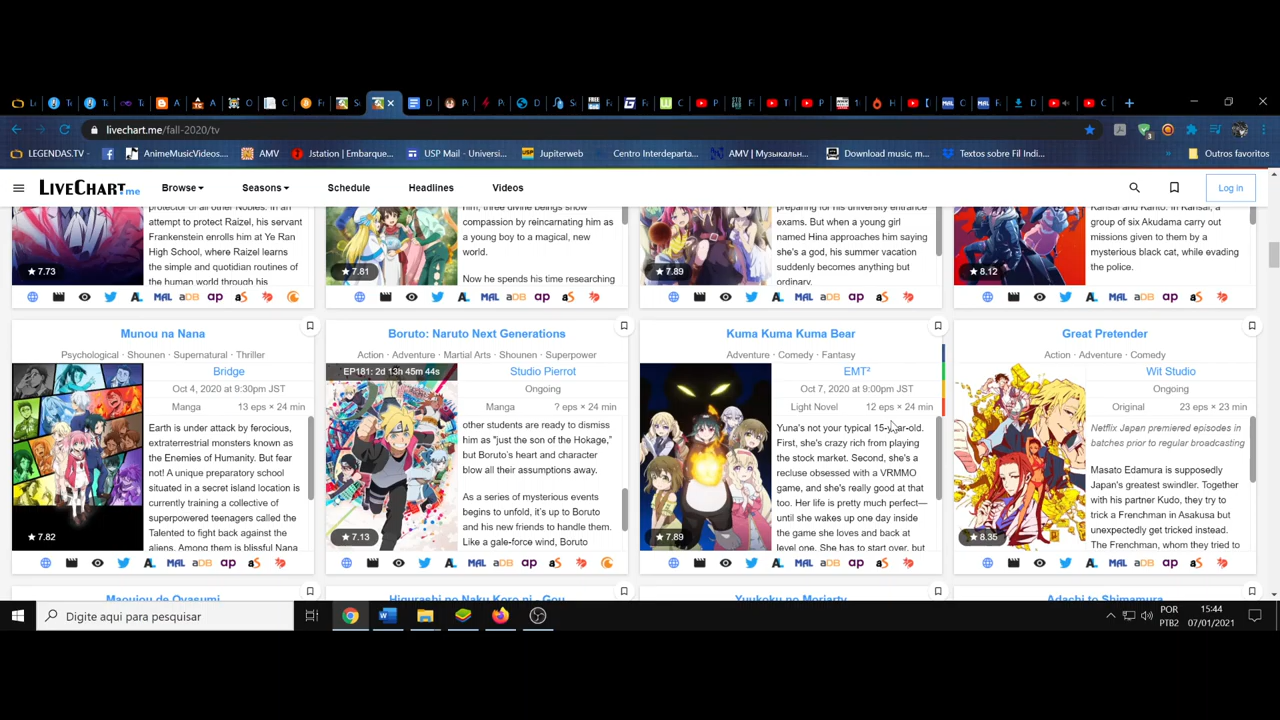 livechart.me/fall-2020/tv
LEGENDAS.TV
AnimeMusicVideos...
AMV
Jstation | Embarque...
USP Mail - Universi...
Jupiterweb
Centro Interdeparta...
AMV | Музыкальн...
Download music, m...
Textos sobre Fil Indi...
Outros favoritos
LIVECHART.me
Browse
Seasons
Schedule
Headlines
Videos
Log in
attempt to protect Raizel, his servant
Frankenstein enrolls him at Ye Ran
High School, where Raizel learns
the simple and quotidian routines of
the human world through his
7.73
him, three divine beings show
compassion by reincarnating him as
a young boy to a magical, new
world.
Now he spends his time researching
7.81
preparing for his university entrance
exams. But when a young girl
named Hina approaches him saying
she's a god, his summer vacation
suddenly becomes anything but
ordinary.
7.89
Kansai and Kanto. In Kansai, a
group of six Akudama carry out
missions given to them by a
mysterious black cat, while evading
the police.
8.12
Munou na Nana
Psychological · Shounen · Supernatural · Thriller
Bridge
Oct 4, 2020 at 9:30pm JST
Manga 13 eps × 24 min
Earth is under attack by ferocious,
extraterrestrial monsters known as
the Enemies of Humanity. But fear
not! A unique preparatory school
situated in a secret island location is
currently training a collective of
superpowered teenagers called the
Talented to fight back against the
aliens. Among them is blissful Nana
7.82
Boruto: Naruto Next Generations
Action · Adventure · Martial Arts · Shounen · Superpower
EP181: 2d 13h 45m 44s
Studio Pierrot
Ongoing
Manga ? eps × 24 min
other students are ready to dismiss
him as "just the son of the Hokage,"
but Boruto's heart and character
blow all their assumptions away.
As a series of mysterious events
begins to unfold, it's up to Boruto
and his new friends to handle them.
Like a gale-force wind, Boruto
7.13
Kuma Kuma Kuma Bear
Adventure · Comedy · Fantasy
EMT²
Oct 7, 2020 at 9:00pm JST
Light Novel 12 eps × 24 min
Yuna's not your typical 15-year-old.
First, she's crazy rich from playing
the stock market. Second, she's a
recluse obsessed with a VRMMO
game, and she's really good at that
too. Her life is pretty much perfect—
until she wakes up one day inside
the game she loves and back at
level one. She has to start over, but
7.89
Great Pretender
Action · Adventure · Comedy
Wit Studio
Ongoing
Original 23 eps × 23 min
Netflix Japan premiered episodes in
batches prior to regular broadcasting
Masato Edamura is supposedly
Japan's greatest swindler. Together
with his partner Kudo, they try to
trick a Frenchman in Asakusa but
unexpectedly get tricked instead.
The Frenchman, whom they tried to
8.35
Maoujou de Oyasumi
Higurashi no Naku Koro ni - Gou
Yuukoku no Moriarty
Adachi to Shimamura
Digite aqui para pesquisar
POR
PTB2
15:44
07/01/2021